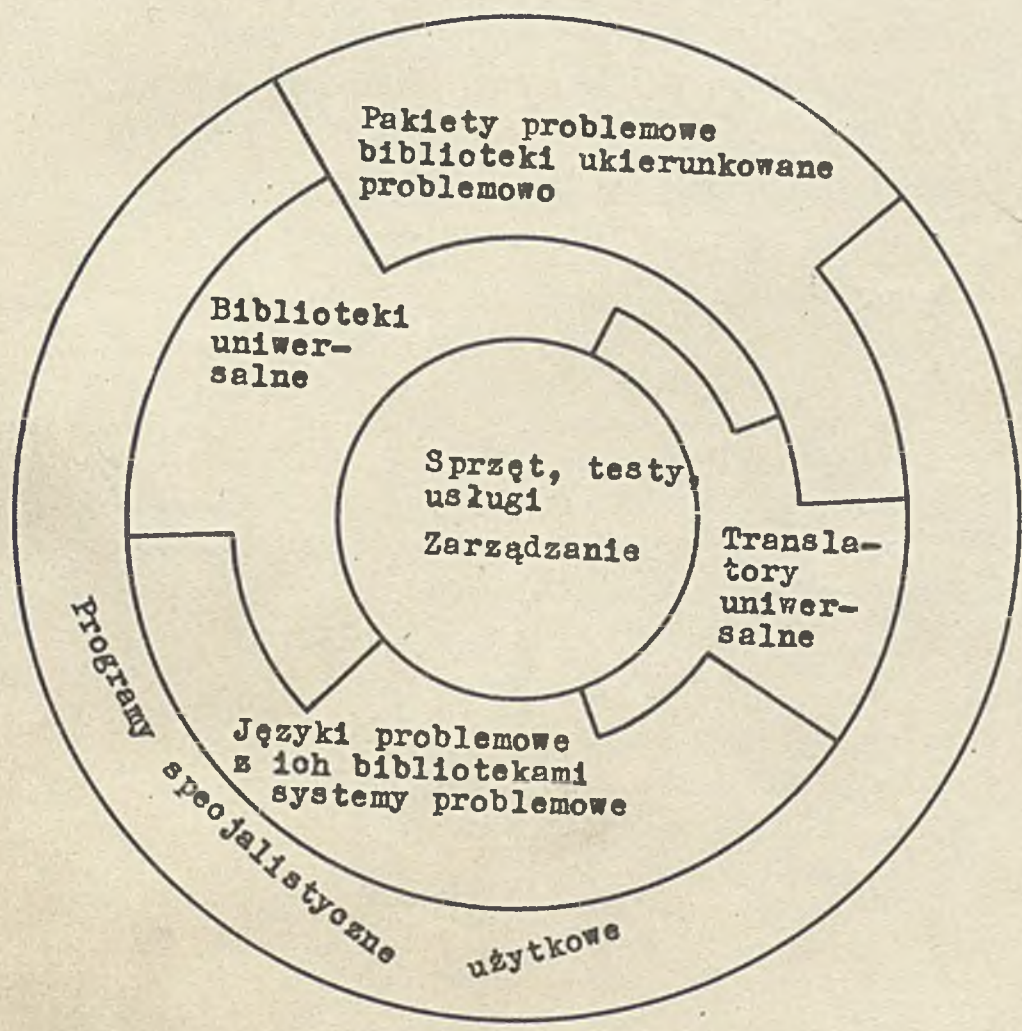 Pakiety problemowe
biblioteki ukierunkowane
problemowo
Biblioteki
uniwer-
salne
Sprzęt, testy,
usługi
Zarządzanie
Transla-
tory
uniwer-
salne
Języki problemowe
z ich bibliotekami
systemy problemowe
Programy specjalistyczne użytkowe